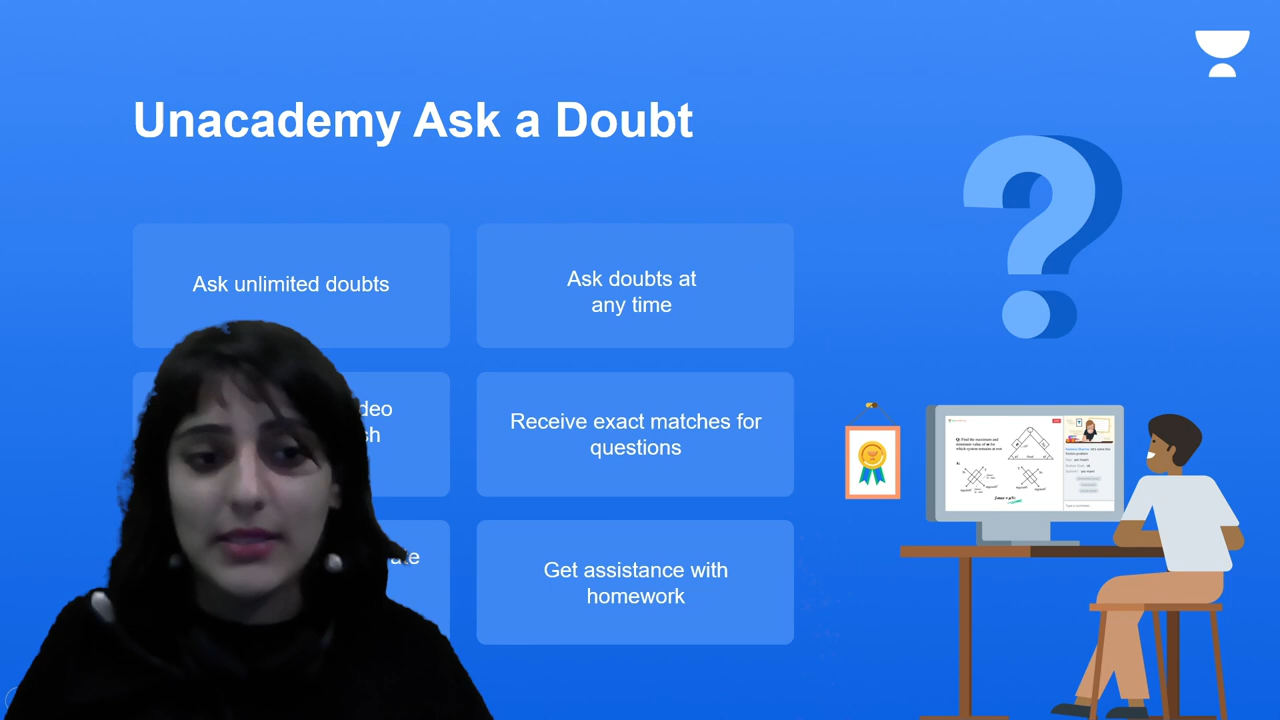 Unacademy Ask a Doubt
Ask unlimited doubts
Ask doubts at
any time
Receive exact matches for
questions
Get assistance with
homework